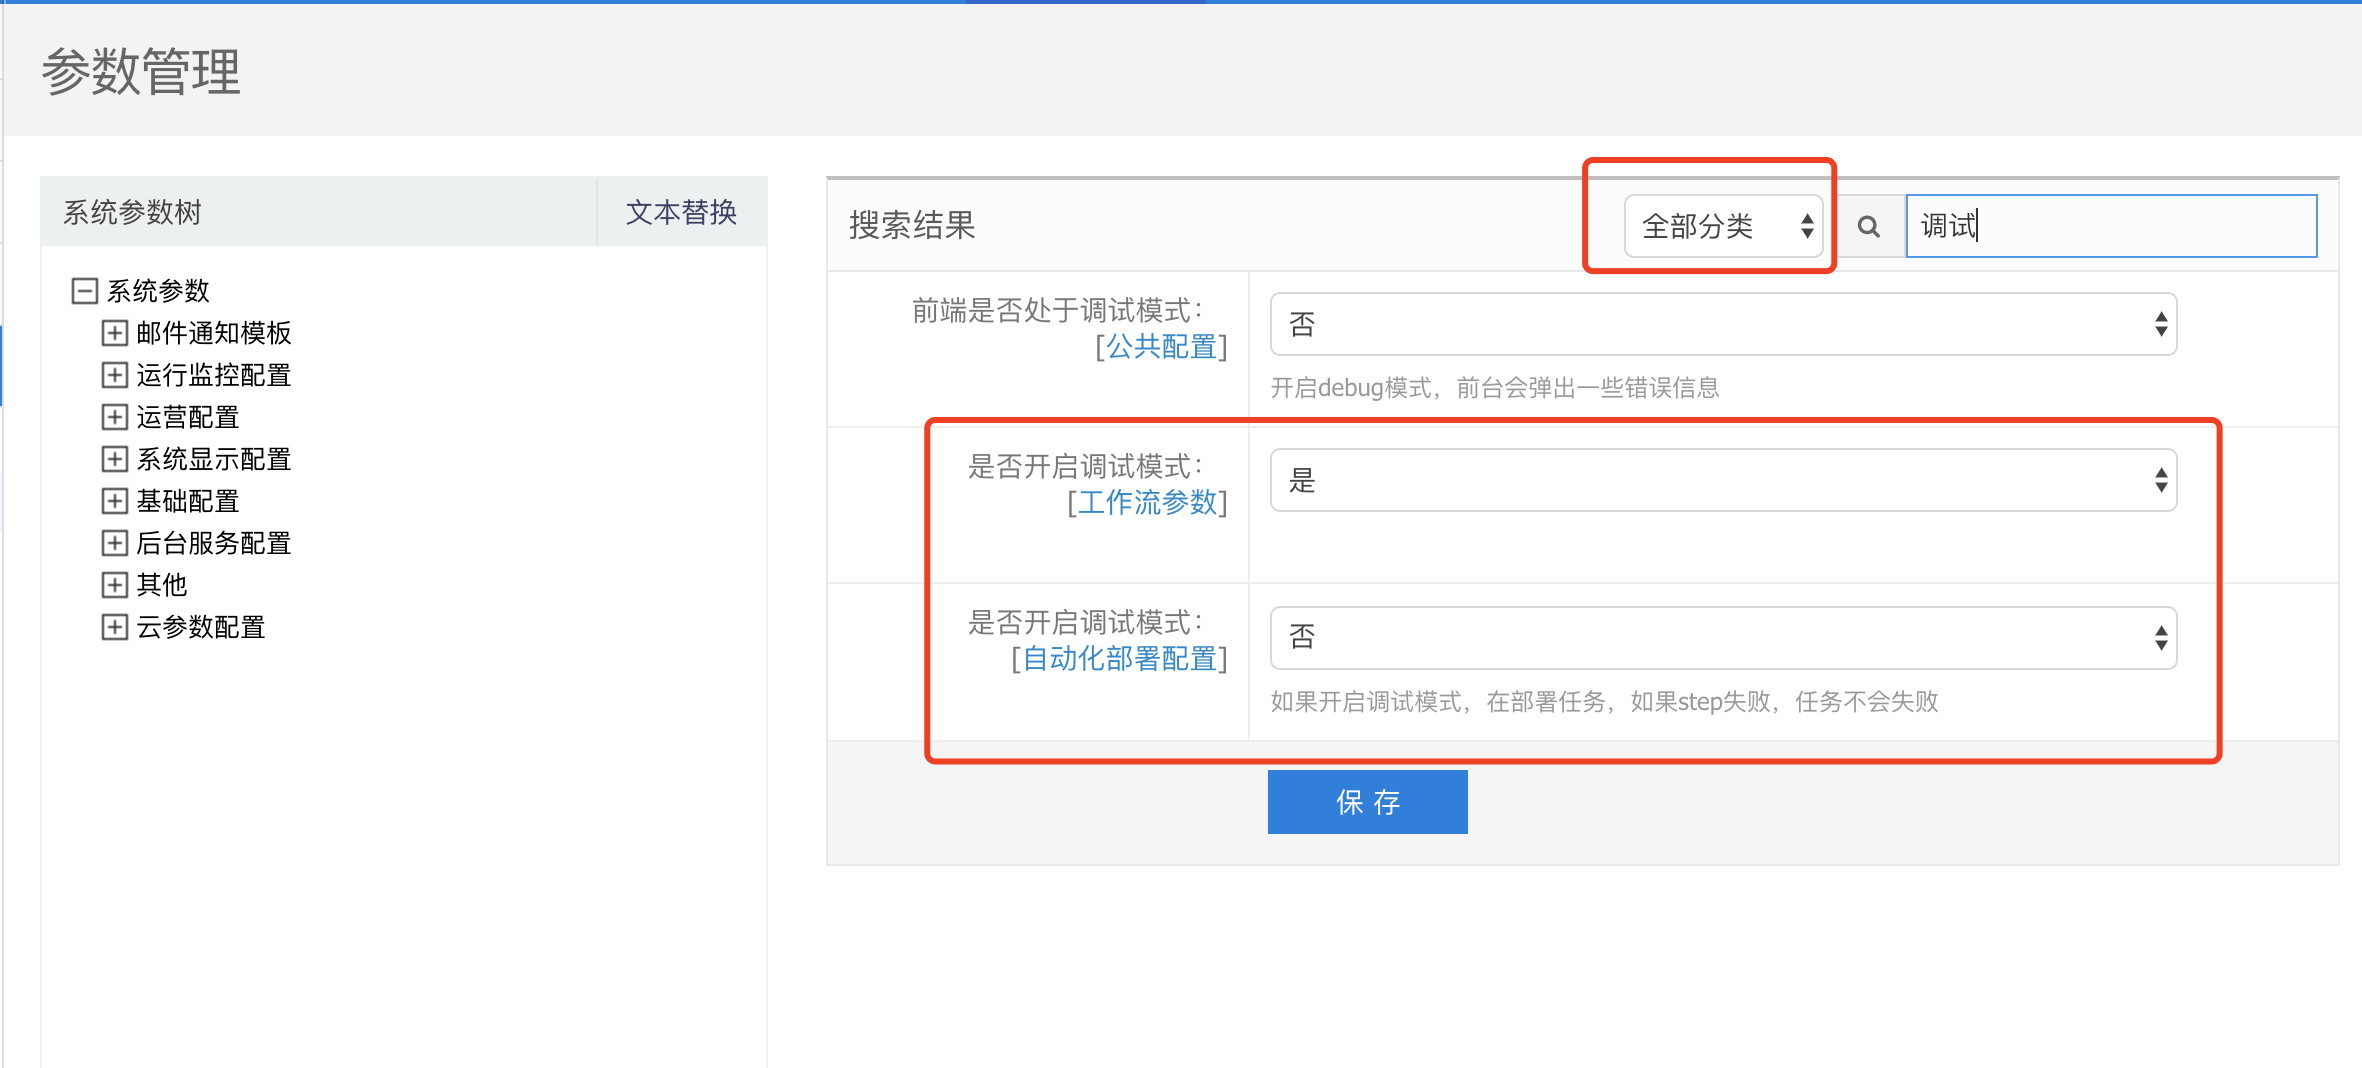 参数管理
系统参数树
文本替换
系统参数
邮件通知模板
运行监控配置
运营配置
系统显示配置
基础配置
后台服务配置
其他
云参数配置
搜索结果
全部分类
调试
前端是否处于调试模式：
[公共配置]
否
开启debug模式，前台会弹出一些错误信息
是否开启调试模式：
[工作流参数]
是
是否开启调试模式：
[自动化部署配置]
否
如果开启调试模式，在部署任务，如果step失败，任务不会失败
保 存